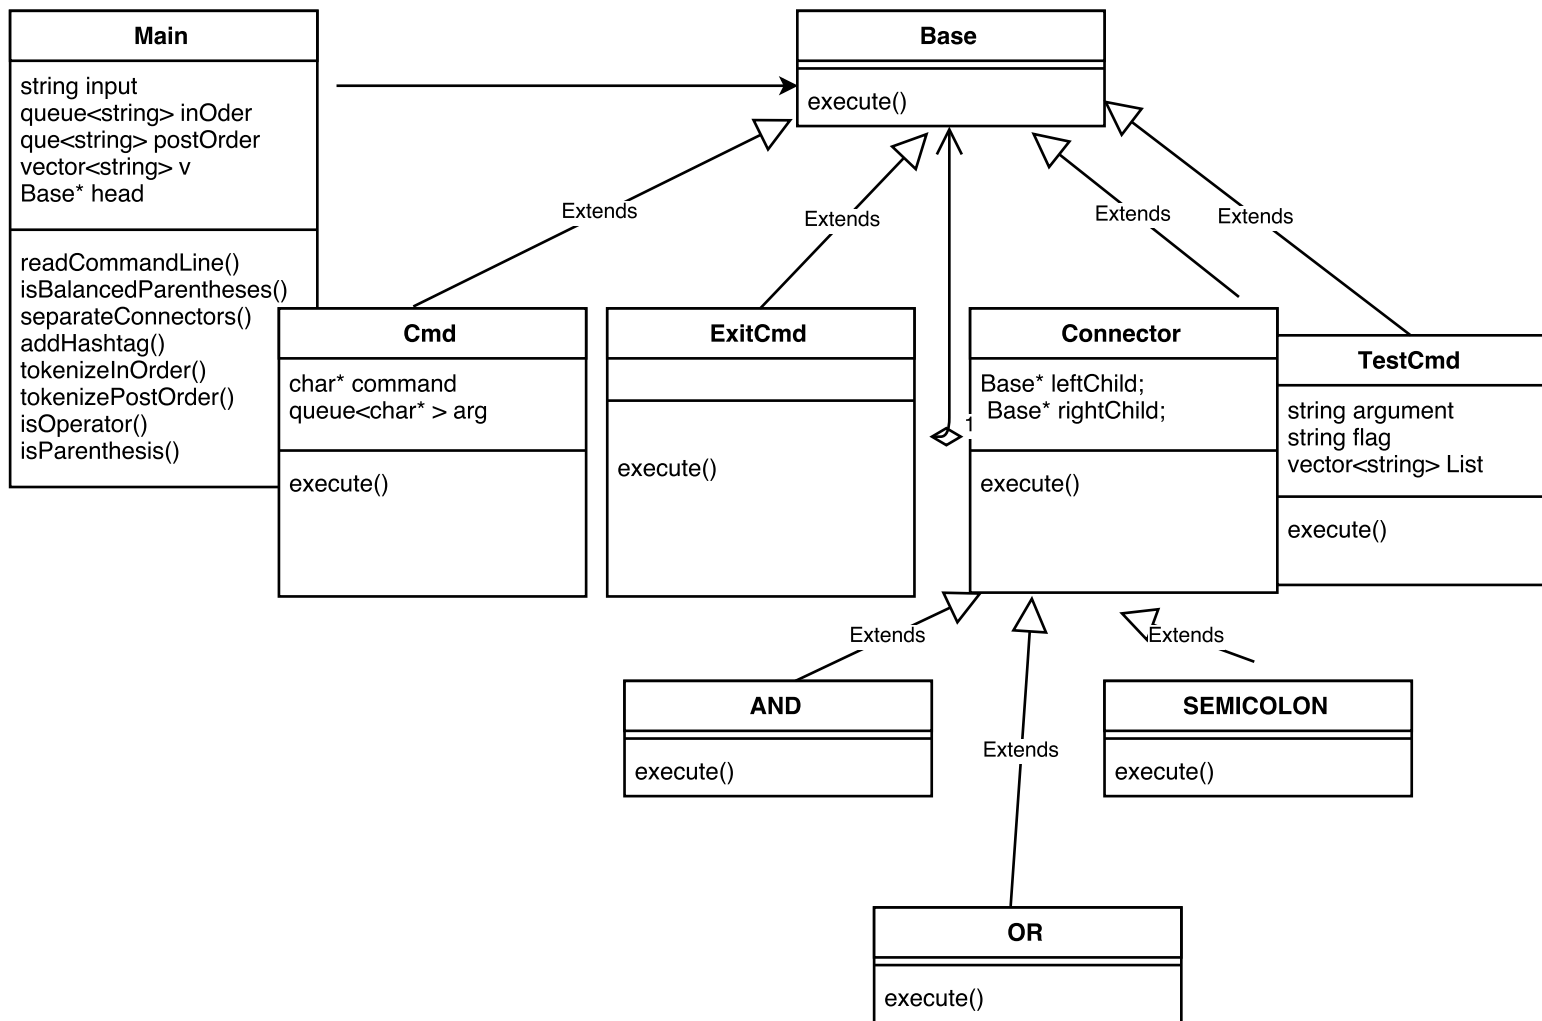 Main
string input
queue<string> inOder
que<string> postOrder
vector<string> v
Base* head
readCommandLine()
isBalancedParentheses()
separateConnectors()
addHashtag()
tokenizeInOrder()
tokenizePostOrder()
isOperator()
isParenthesis()
Base
execute()
Extends
Extends
Extends
Extends
Cmd
char* command
queue<char* > arg
execute()
ExitCmd
execute()
1
Connector
Base* leftChild;
Base* rightChild;
execute()
TestCmd
string argument
string flag
vector<string> List
execute()
Extends
Extends
Extends
AND
execute()
SEMICOLON
execute()
OR
execute()